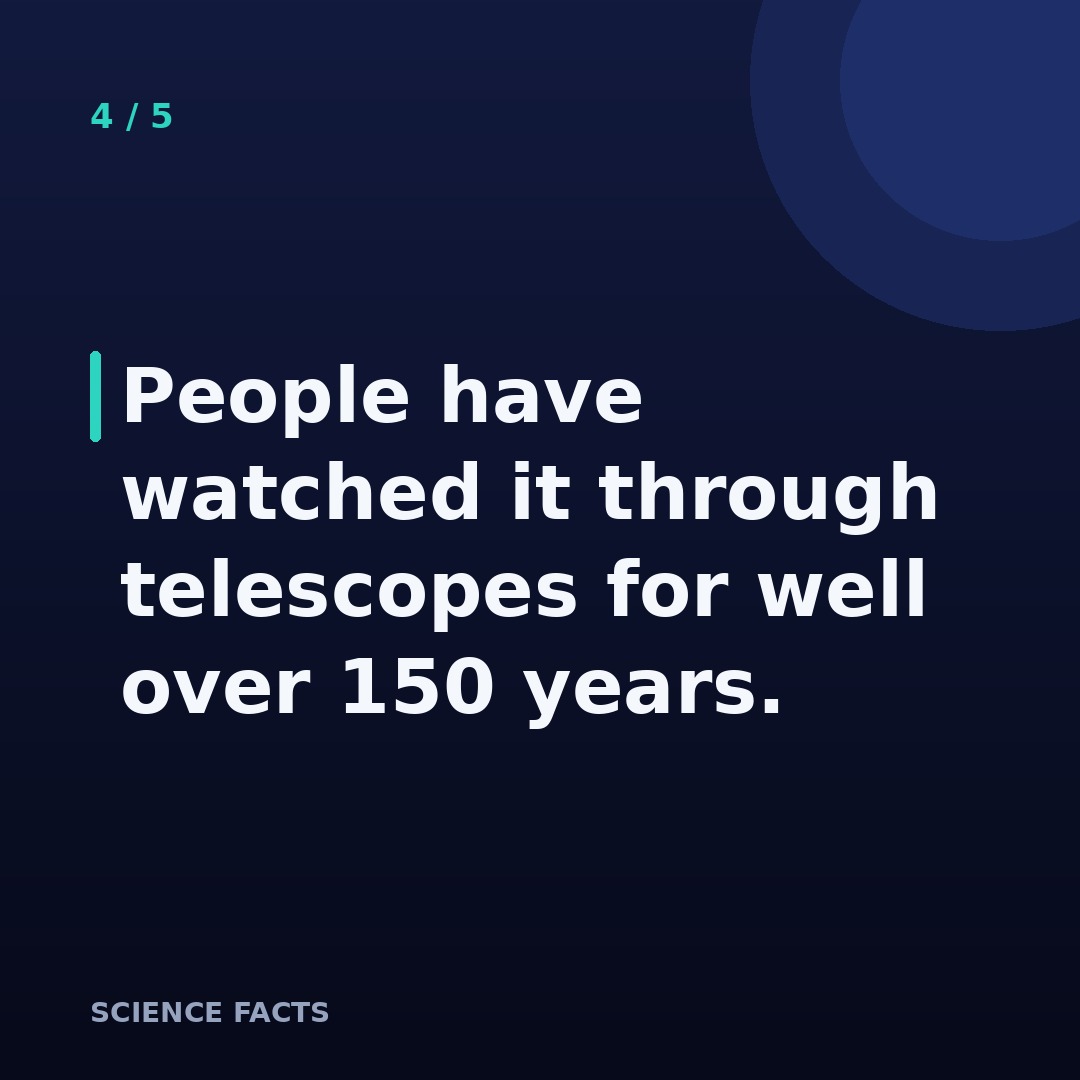 4 / 5
People have
watched it through
telescopes for well
over 150 years.
SCIENCE FACTS